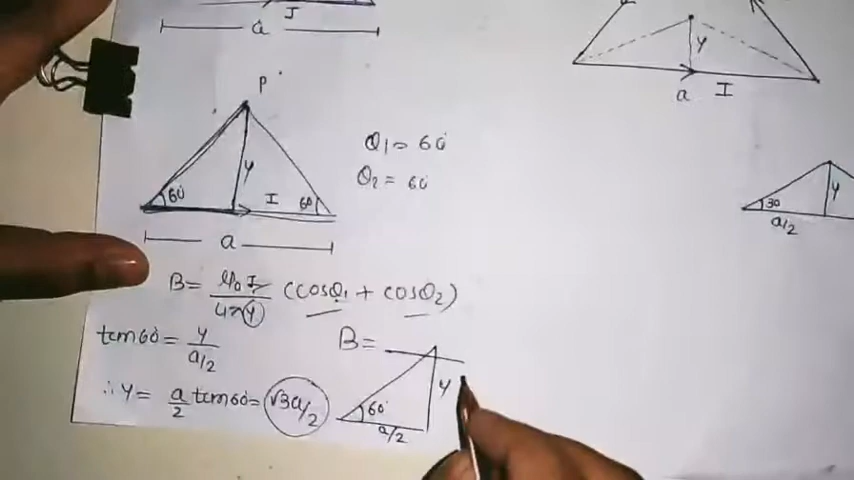 I
a
y
a I
P
60°
y
I
60°
a
θ1 = 60°
θ2 = 60°
30
y
a/2
B = μ0 I / 4π y (cosθ1 + cosθ2)
tan60° = y / a/2
∴ y = a/2 tan60° = √3a/2
B =
60°
y
a/2